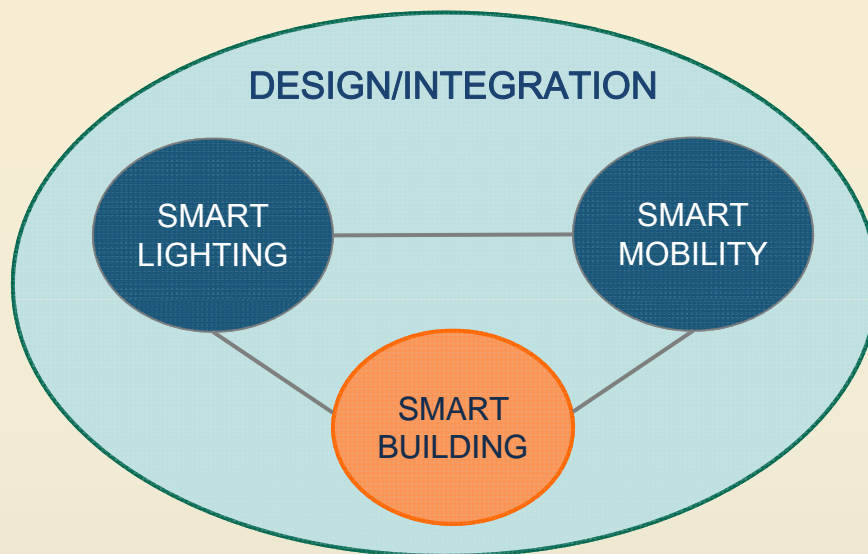 DESIGN/INTEGRATION
SMART
LIGHTING
SMART
MOBILITY
SMART
BUILDING